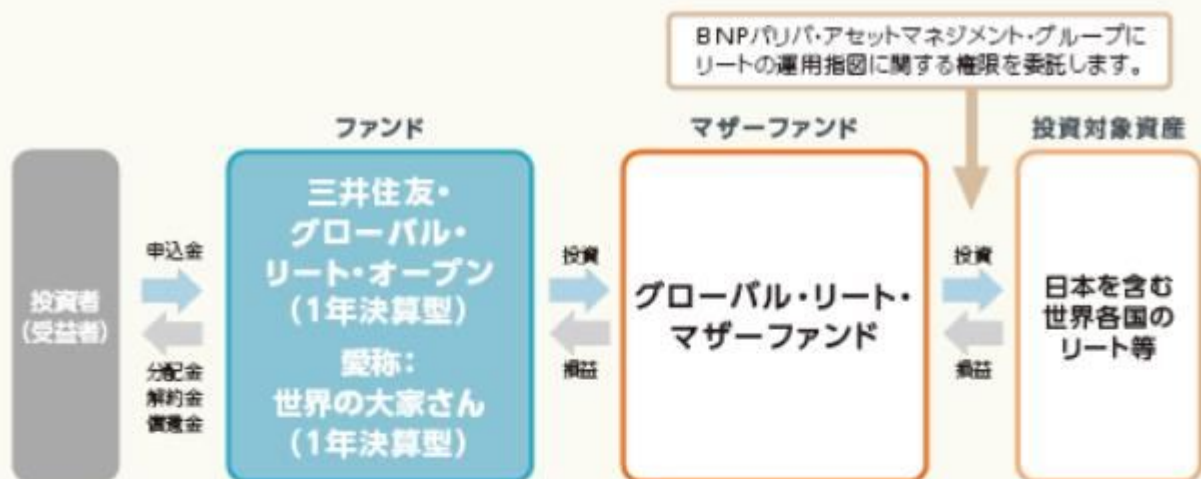 BNPパリバ・アセットマネジメント・グループに
リートの運用指図に関する権限を委託します。
ファンド
マザーファンド
投資対象資産
投資者
(受益者)
申込金
分配金
解約金
償還金
三井住友・
グローバル・
リート・オープン
(1年決算型)
愛称:
世界の大家さん
(1年決算型)
投資
損益
グローバル・リート・
マザーファンド
投資
損益
日本を含む
世界各国の
リート等